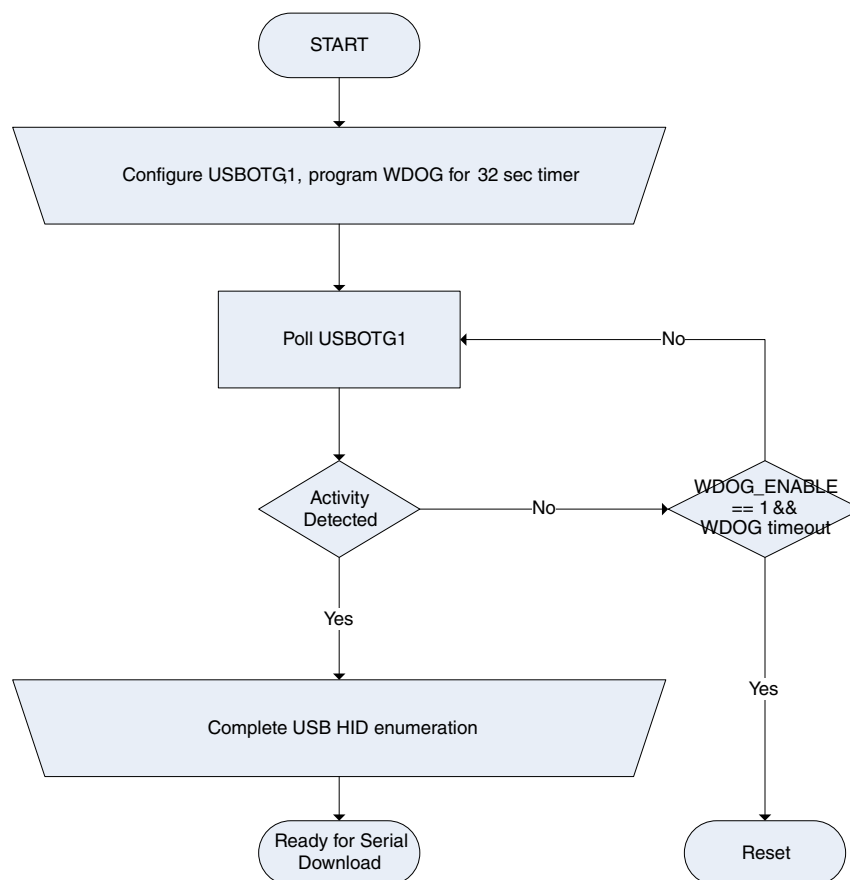 START
Configure USBOTG1, program WDOG for 32 sec timer
Poll USBOTG1
No
Activity
Detected
No
WDOG_ENABLE
== 1 &&
WDOG timeout
Yes
Yes
Complete USB HID enumeration
Ready for Serial
Download
Reset